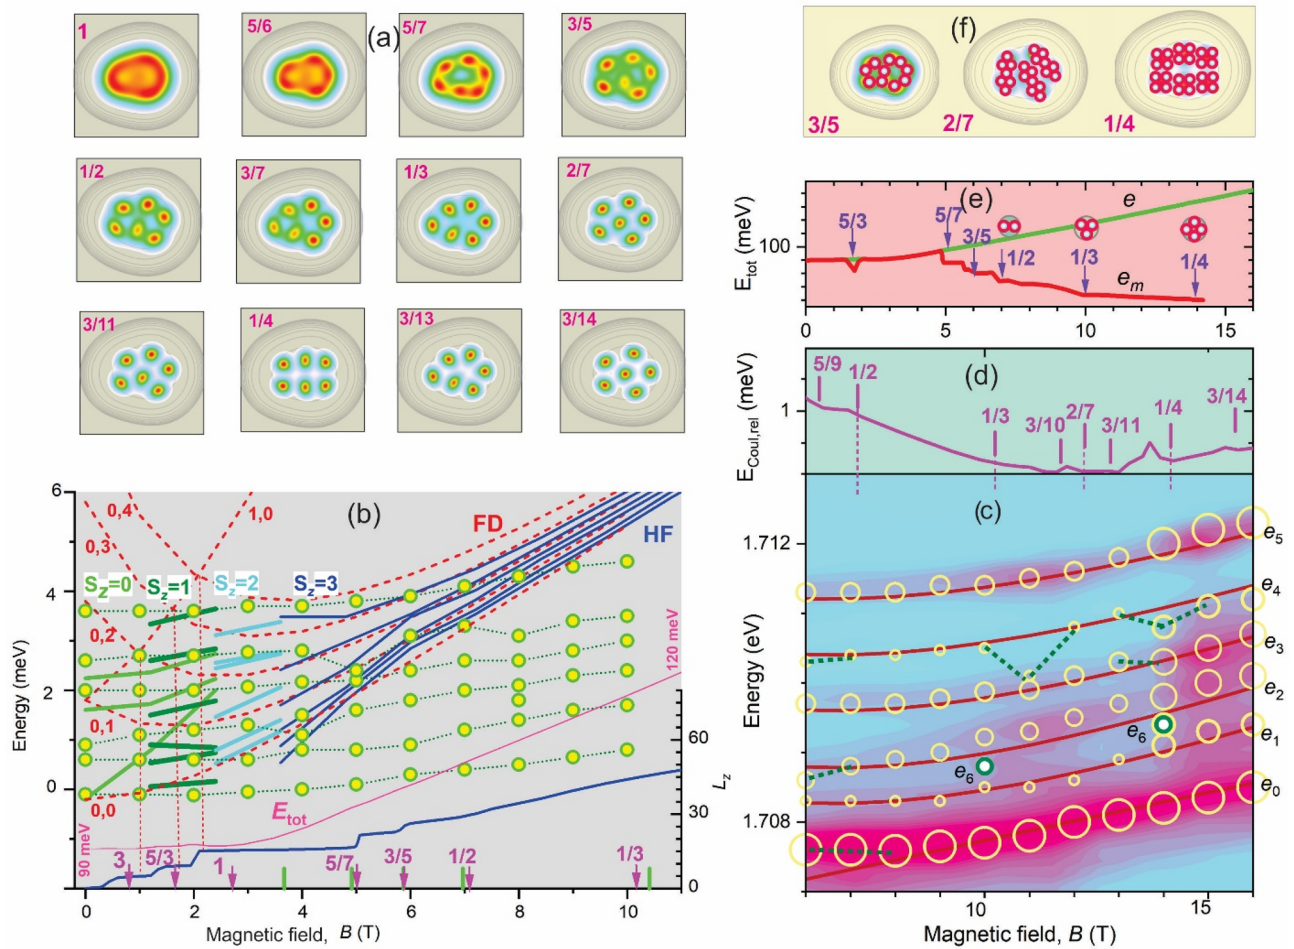 (a)
1
5/6
5/7
3/5
1/2
3/7
1/3
2/7
3/11
1/4
3/13
3/14
(f)
3/5
2/7
1/4
(e)
E_tot (meV)
100
5/3
5/7
3/5
1/2
1/3
1/4
e
e_m
0
5
10
15
(d)
E_Coul,rel (meV)
1
5/9
1/2
1/3
3/10
2/7
3/11
1/4
3/14
(b)
Energy (meV)
6
4
2
0
0,4
1,0
0,3
0,2
0,1
0,0
FD
HF
S_z=0
S_z=1
S_z=2
S_z=3
90 meV
120 meV
E_tot
L_z
60
30
0
3
5/3
1
5/7
3/5
1/2
1/3
0
2
4
6
8
10
Magnetic field, B (T)
(c)
Energy (eV)
1.712
1.708
e_5
e_4
e_3
e_2
e_1
e_0
e_6
e_6
10
15
Magnetic field, B (T)